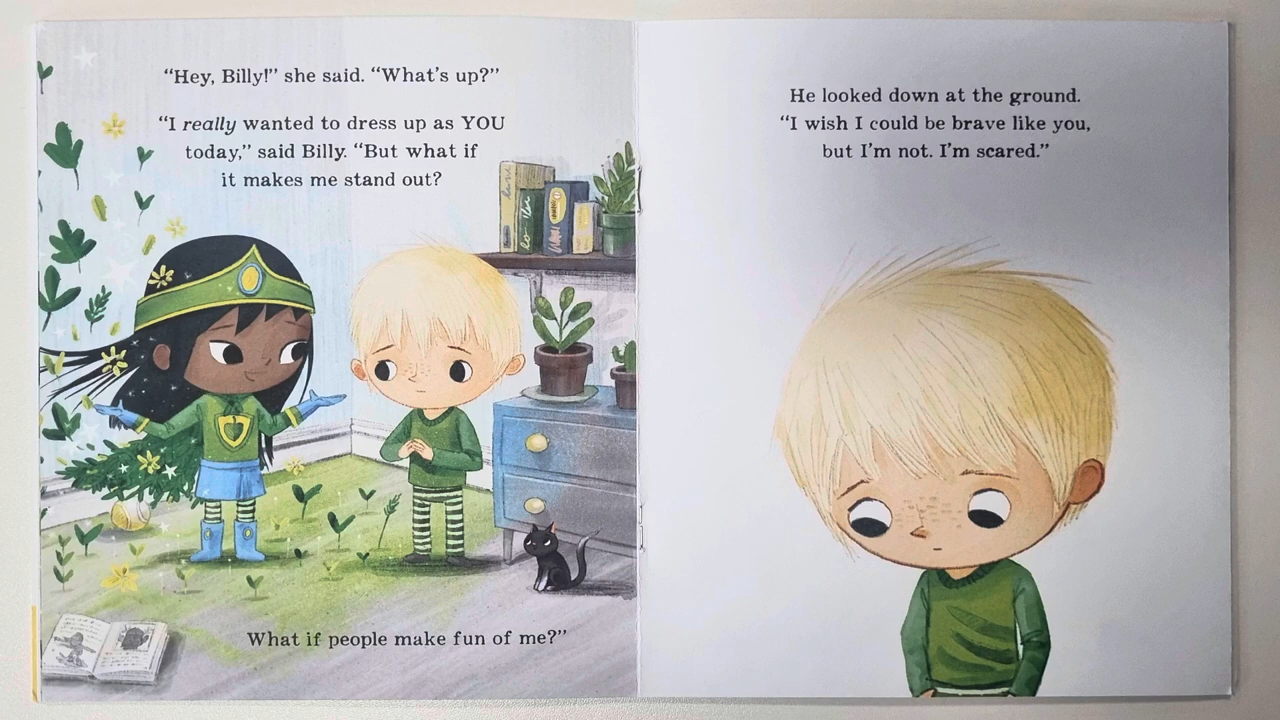 “Hey, Billy!” she said. “What’s up?”
“I really wanted to dress up as YOU
today,” said Billy. “But what if
it makes me stand out?
What if people make fun of me?”
He looked down at the ground.
“I wish I could be brave like you,
but I’m not. I’m scared.”